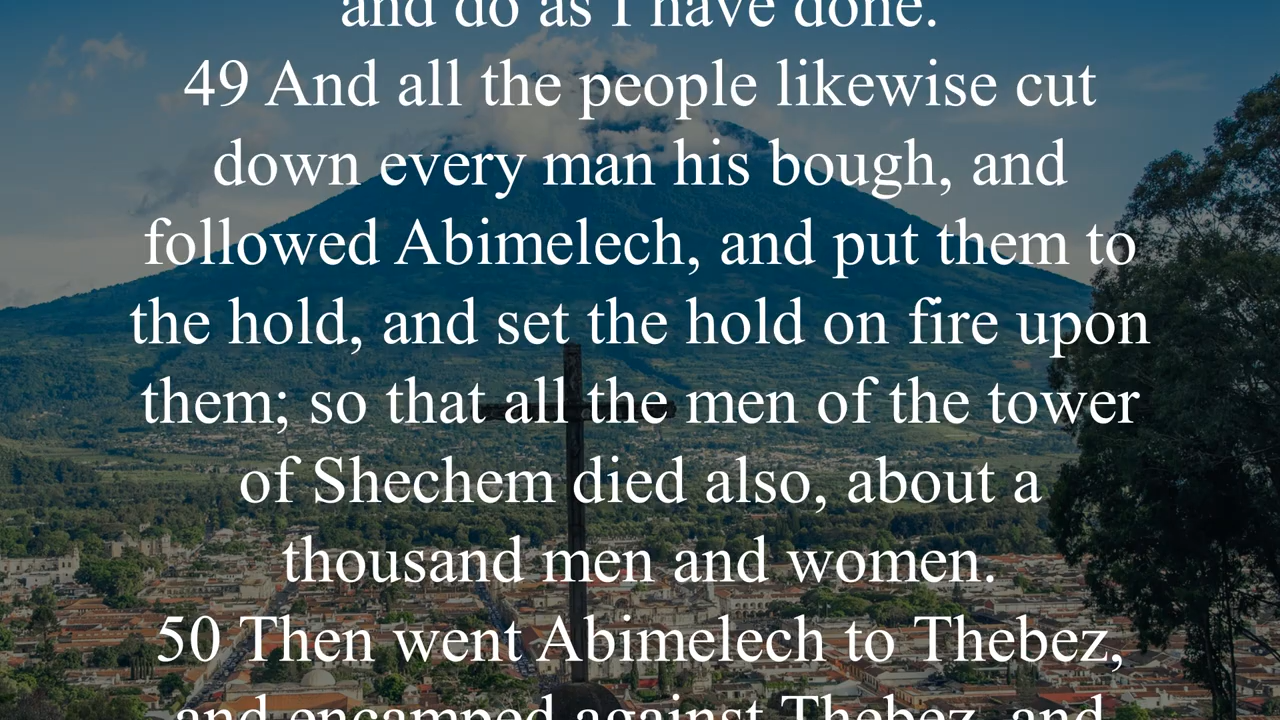 and do as I have done.
49 And all the people likewise cut
down every man his bough, and
followed Abimelech, and put them to
the hold, and set the hold on fire upon
them; so that all the men of the tower
of Shechem died also, about a
thousand men and women.
50 Then went Abimelech to Thebez,
and encamped against Thebez, and